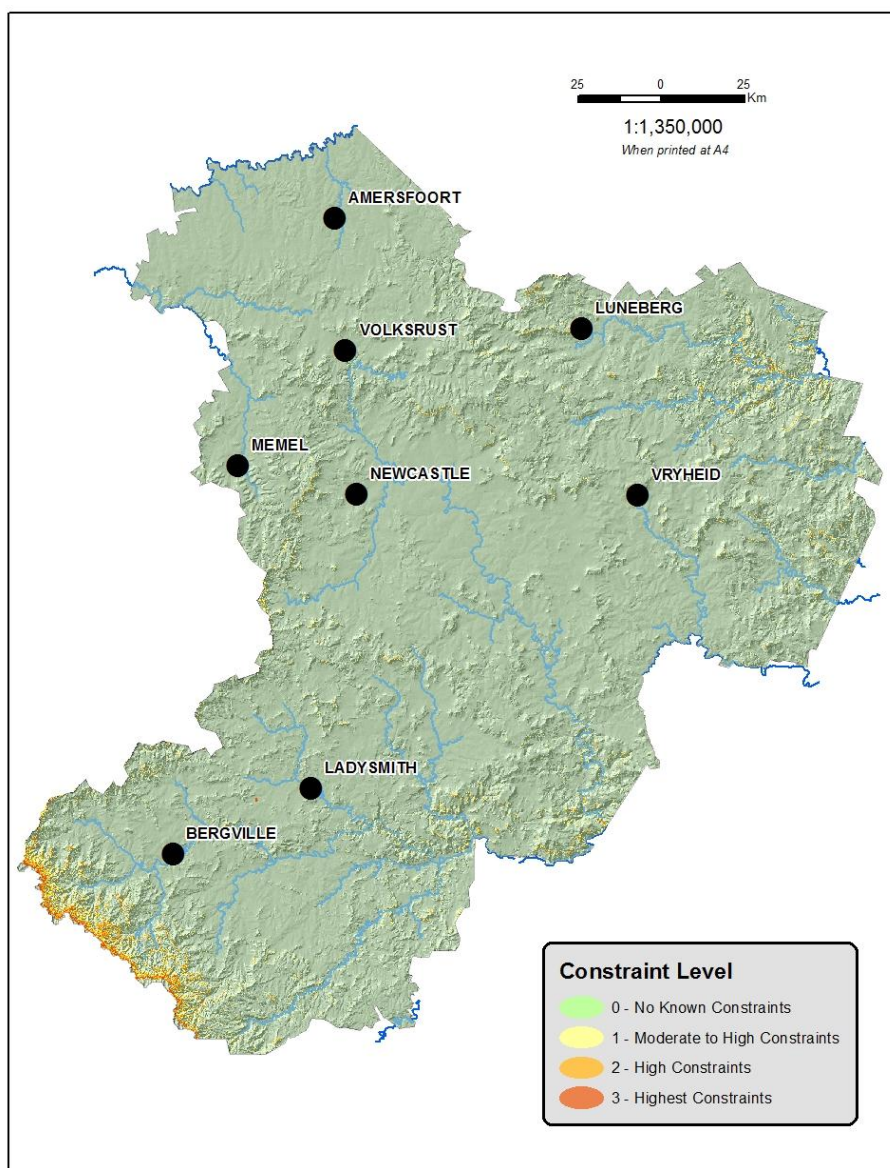 25 0 25
Km
1:1,350,000
When printed at A4
AMERSFOORT
LUNEBERG
VOLKSRUST
MEMEL
NEWCASTLE
VRYHEID
LADYSMITH
BERGVILLE
Constraint Level
0 - No Known Constraints
1 - Moderate to High Constraints
2 - High Constraints
3 - Highest Constraints